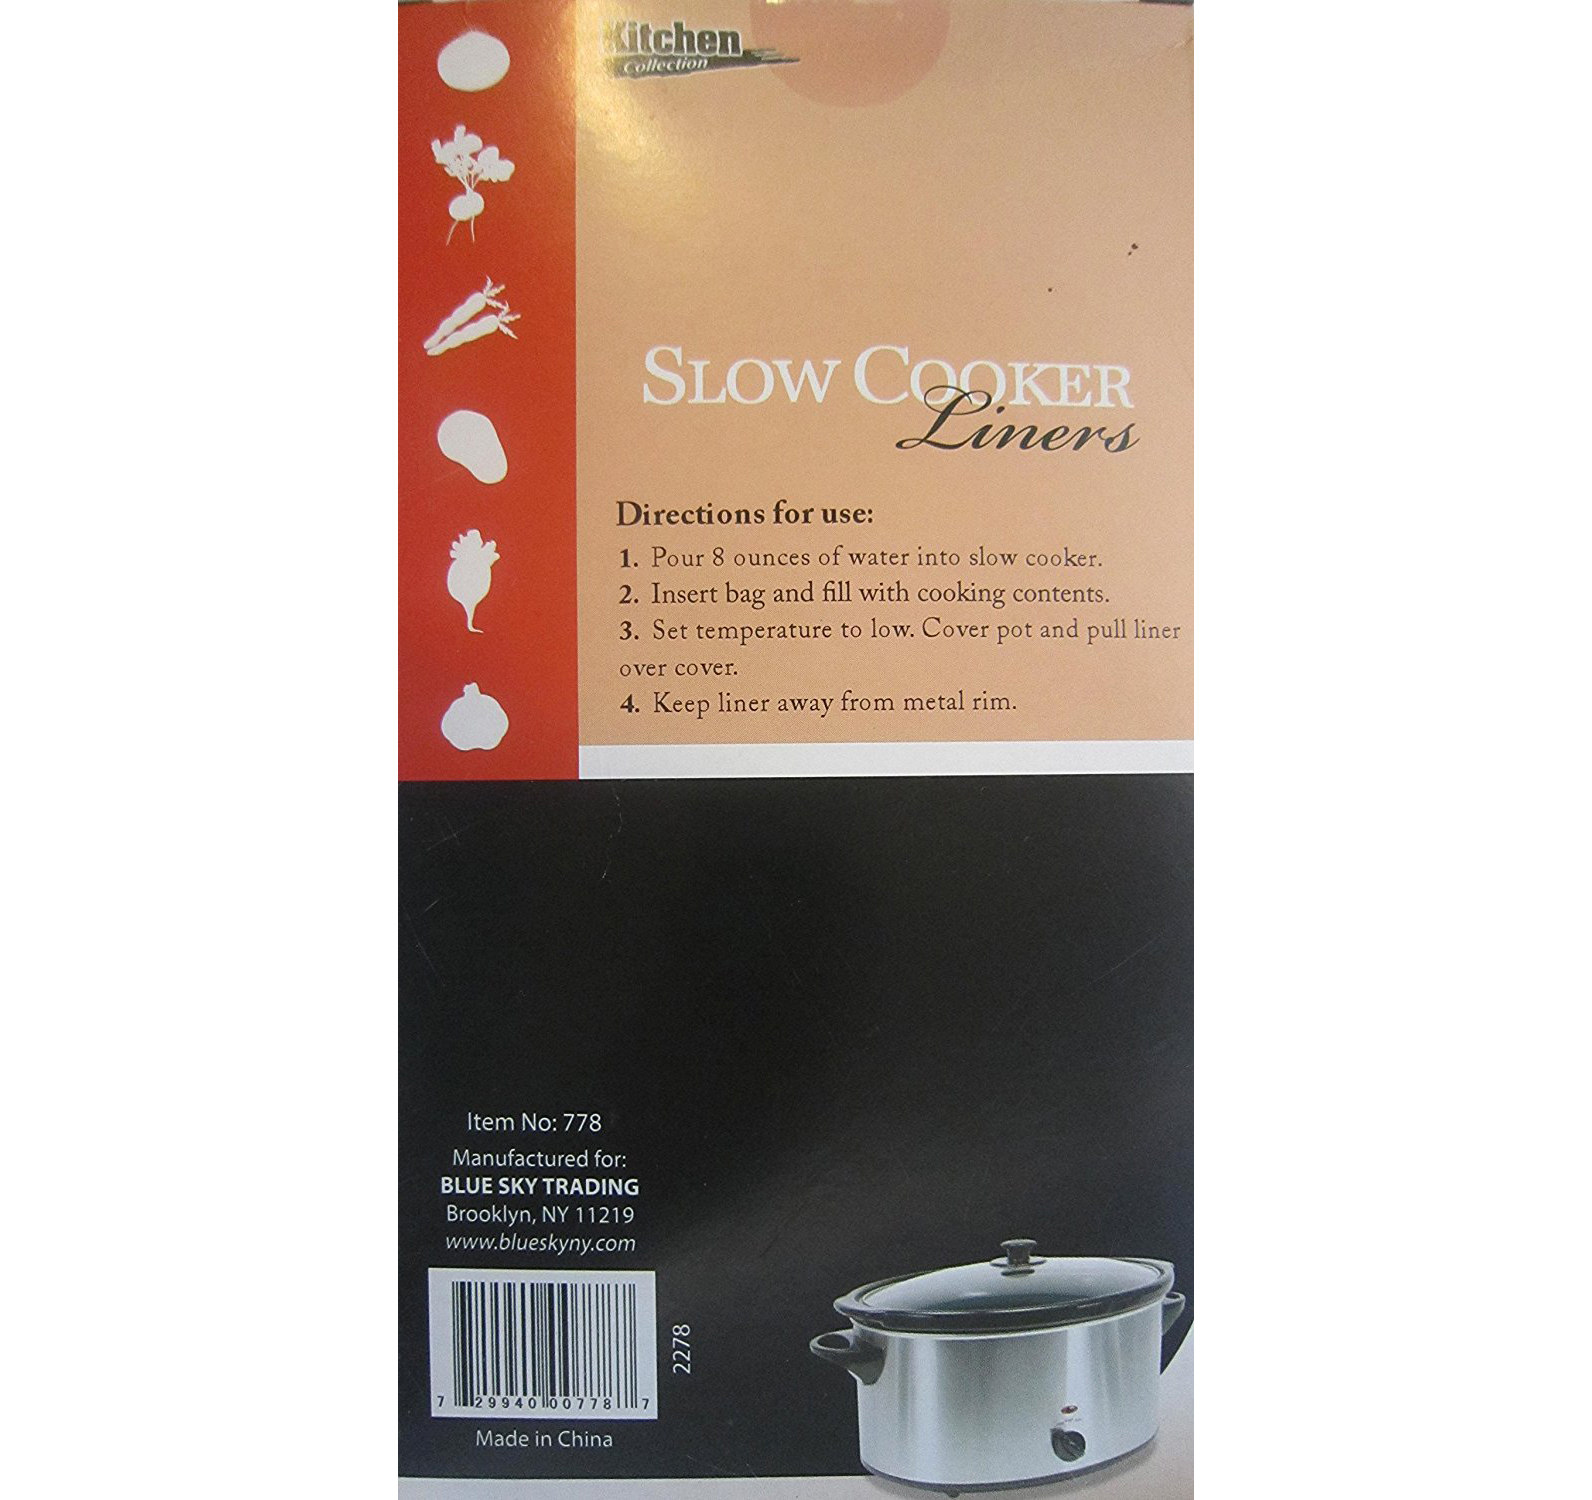 Kitchen
Collection
SLOW COOKER
Liners
Directions for use:
1. Pour 8 ounces of water into slow cooker.
2. Insert bag and fill with cooking contents.
3. Set temperature to low. Cover pot and pull liner
over cover.
4. Keep liner away from metal rim.
Item No: 778
Manufactured for:
BLUE SKY TRADING
Brooklyn, NY 11219
www.blueskyny.com
2278
7 29940 00778 7
Made in China